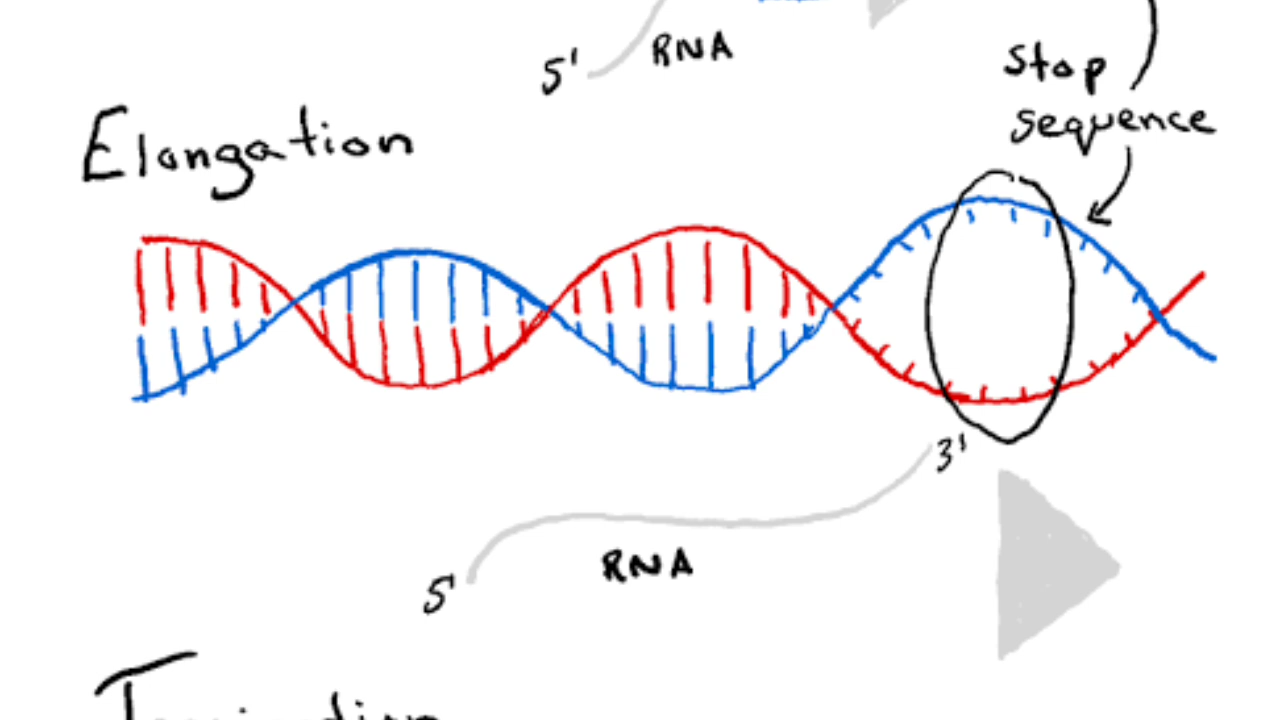 5' RNA
stop
sequence
Elongation
3'
5' RNA